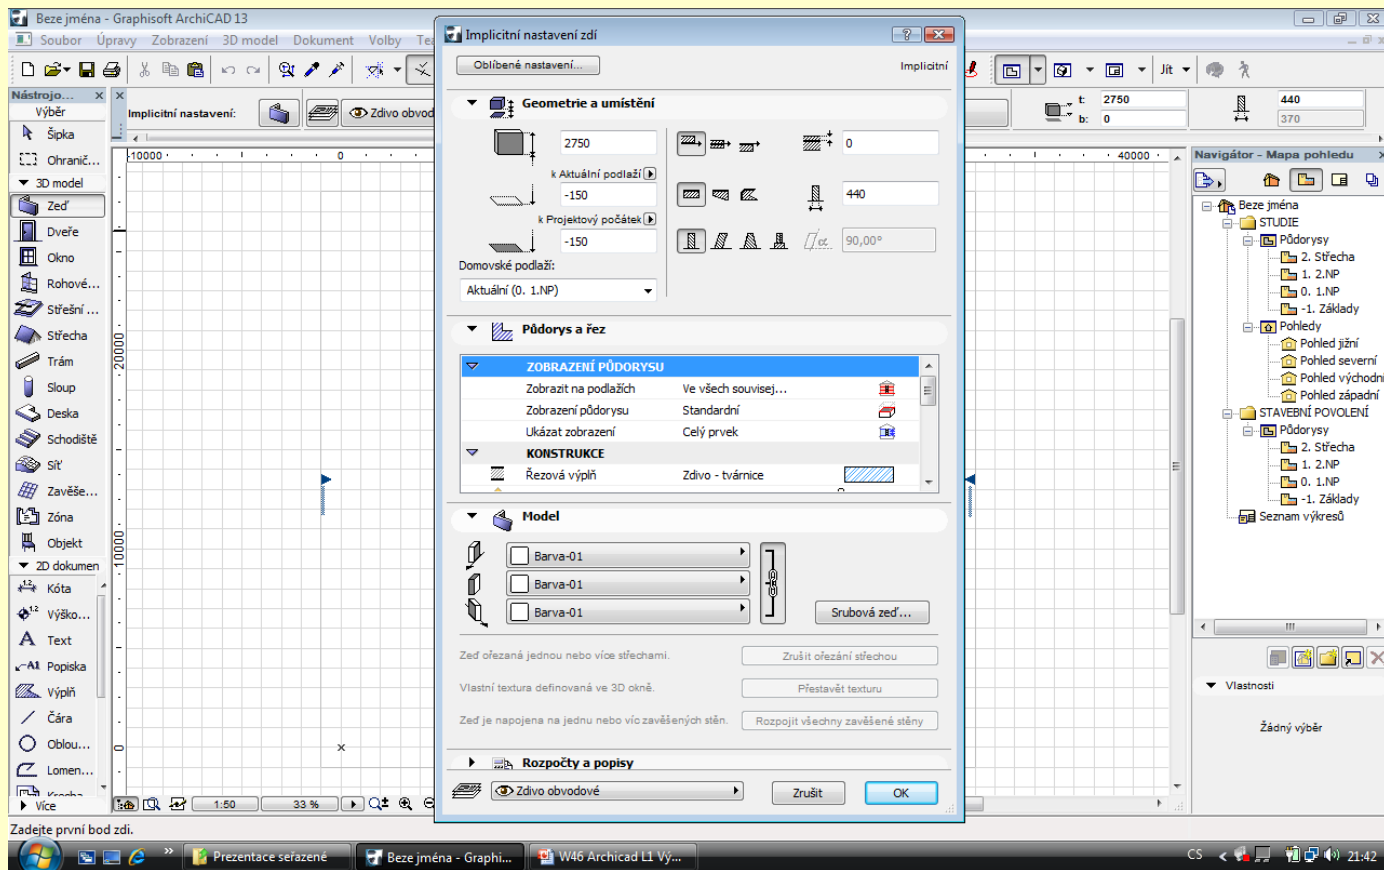 Beze jména - Graphisoft ArchiCAD 13
Soubor Úpravy Zobrazení 3D model Dokument Volby
Jít
Nástrojo...
Výběr
Šipka
Ohranič...
3D model
Zeď
Dveře
Okno
Rohové...
Střešní ...
Střecha
Trám
Sloup
Deska
Schodiště
Síť
Zavěše...
Zóna
Objekt
2D dokumen
Kóta
Výško...
Text
Popiska
Výplň
Čára
Oblou...
Lomen...
Více
Implicitní nastavení:
Zdivo obvod
t: 2750
b: 0
440
370
-10000
0
40000
20000
10000
0
1:50
33 %
Implicitní nastavení zdí
Oblíbené nastavení...
Implicitní
Geometrie a umístění
2750
0
k Aktuální podlaží
-150
440
k Projektový počátek
-150
90,00°
Domovské podlaží:
Aktuální (0. 1.NP)
Půdorys a řez
ZOBRAZENÍ PŮDORYSU
Zobrazit na podlažích Ve všech souvisej...
Zobrazení půdorysu Standardní
Ukázat zobrazení Celý prvek
KONSTRUKCE
Řezová výplň Zdivo - tvárnice
Model
Barva-01
Barva-01
Barva-01
Srubová zeď...
Zeď ořezaná jednou nebo více střechami. Zrušit ořezání střechou
Vlastní textura definovaná ve 3D okně. Přestavět texturu
Zeď je napojena na jednu nebo víc zavěšených stěn. Rozpojit všechny zavěšené stěny
Rozpočty a popisy
Zdivo obvodové
Zrušit
OK
Navigátor - Mapa pohledu
Beze jména
STUDIE
Půdorysy
2. Střecha
1. 2.NP
0. 1.NP
-1. Základy
Pohledy
Pohled jižní
Pohled severní
Pohled východní
Pohled západní
STAVEBNÍ POVOLENÍ
Půdorysy
2. Střecha
1. 2.NP
0. 1.NP
-1. Základy
Seznam výkresů
Vlastnosti
Žádný výběr
Zadejte první bod zdi.
Prezentace seřazené
Beze jména - Graphi...
W46 Archicad L1 Vý...
CS
21:42